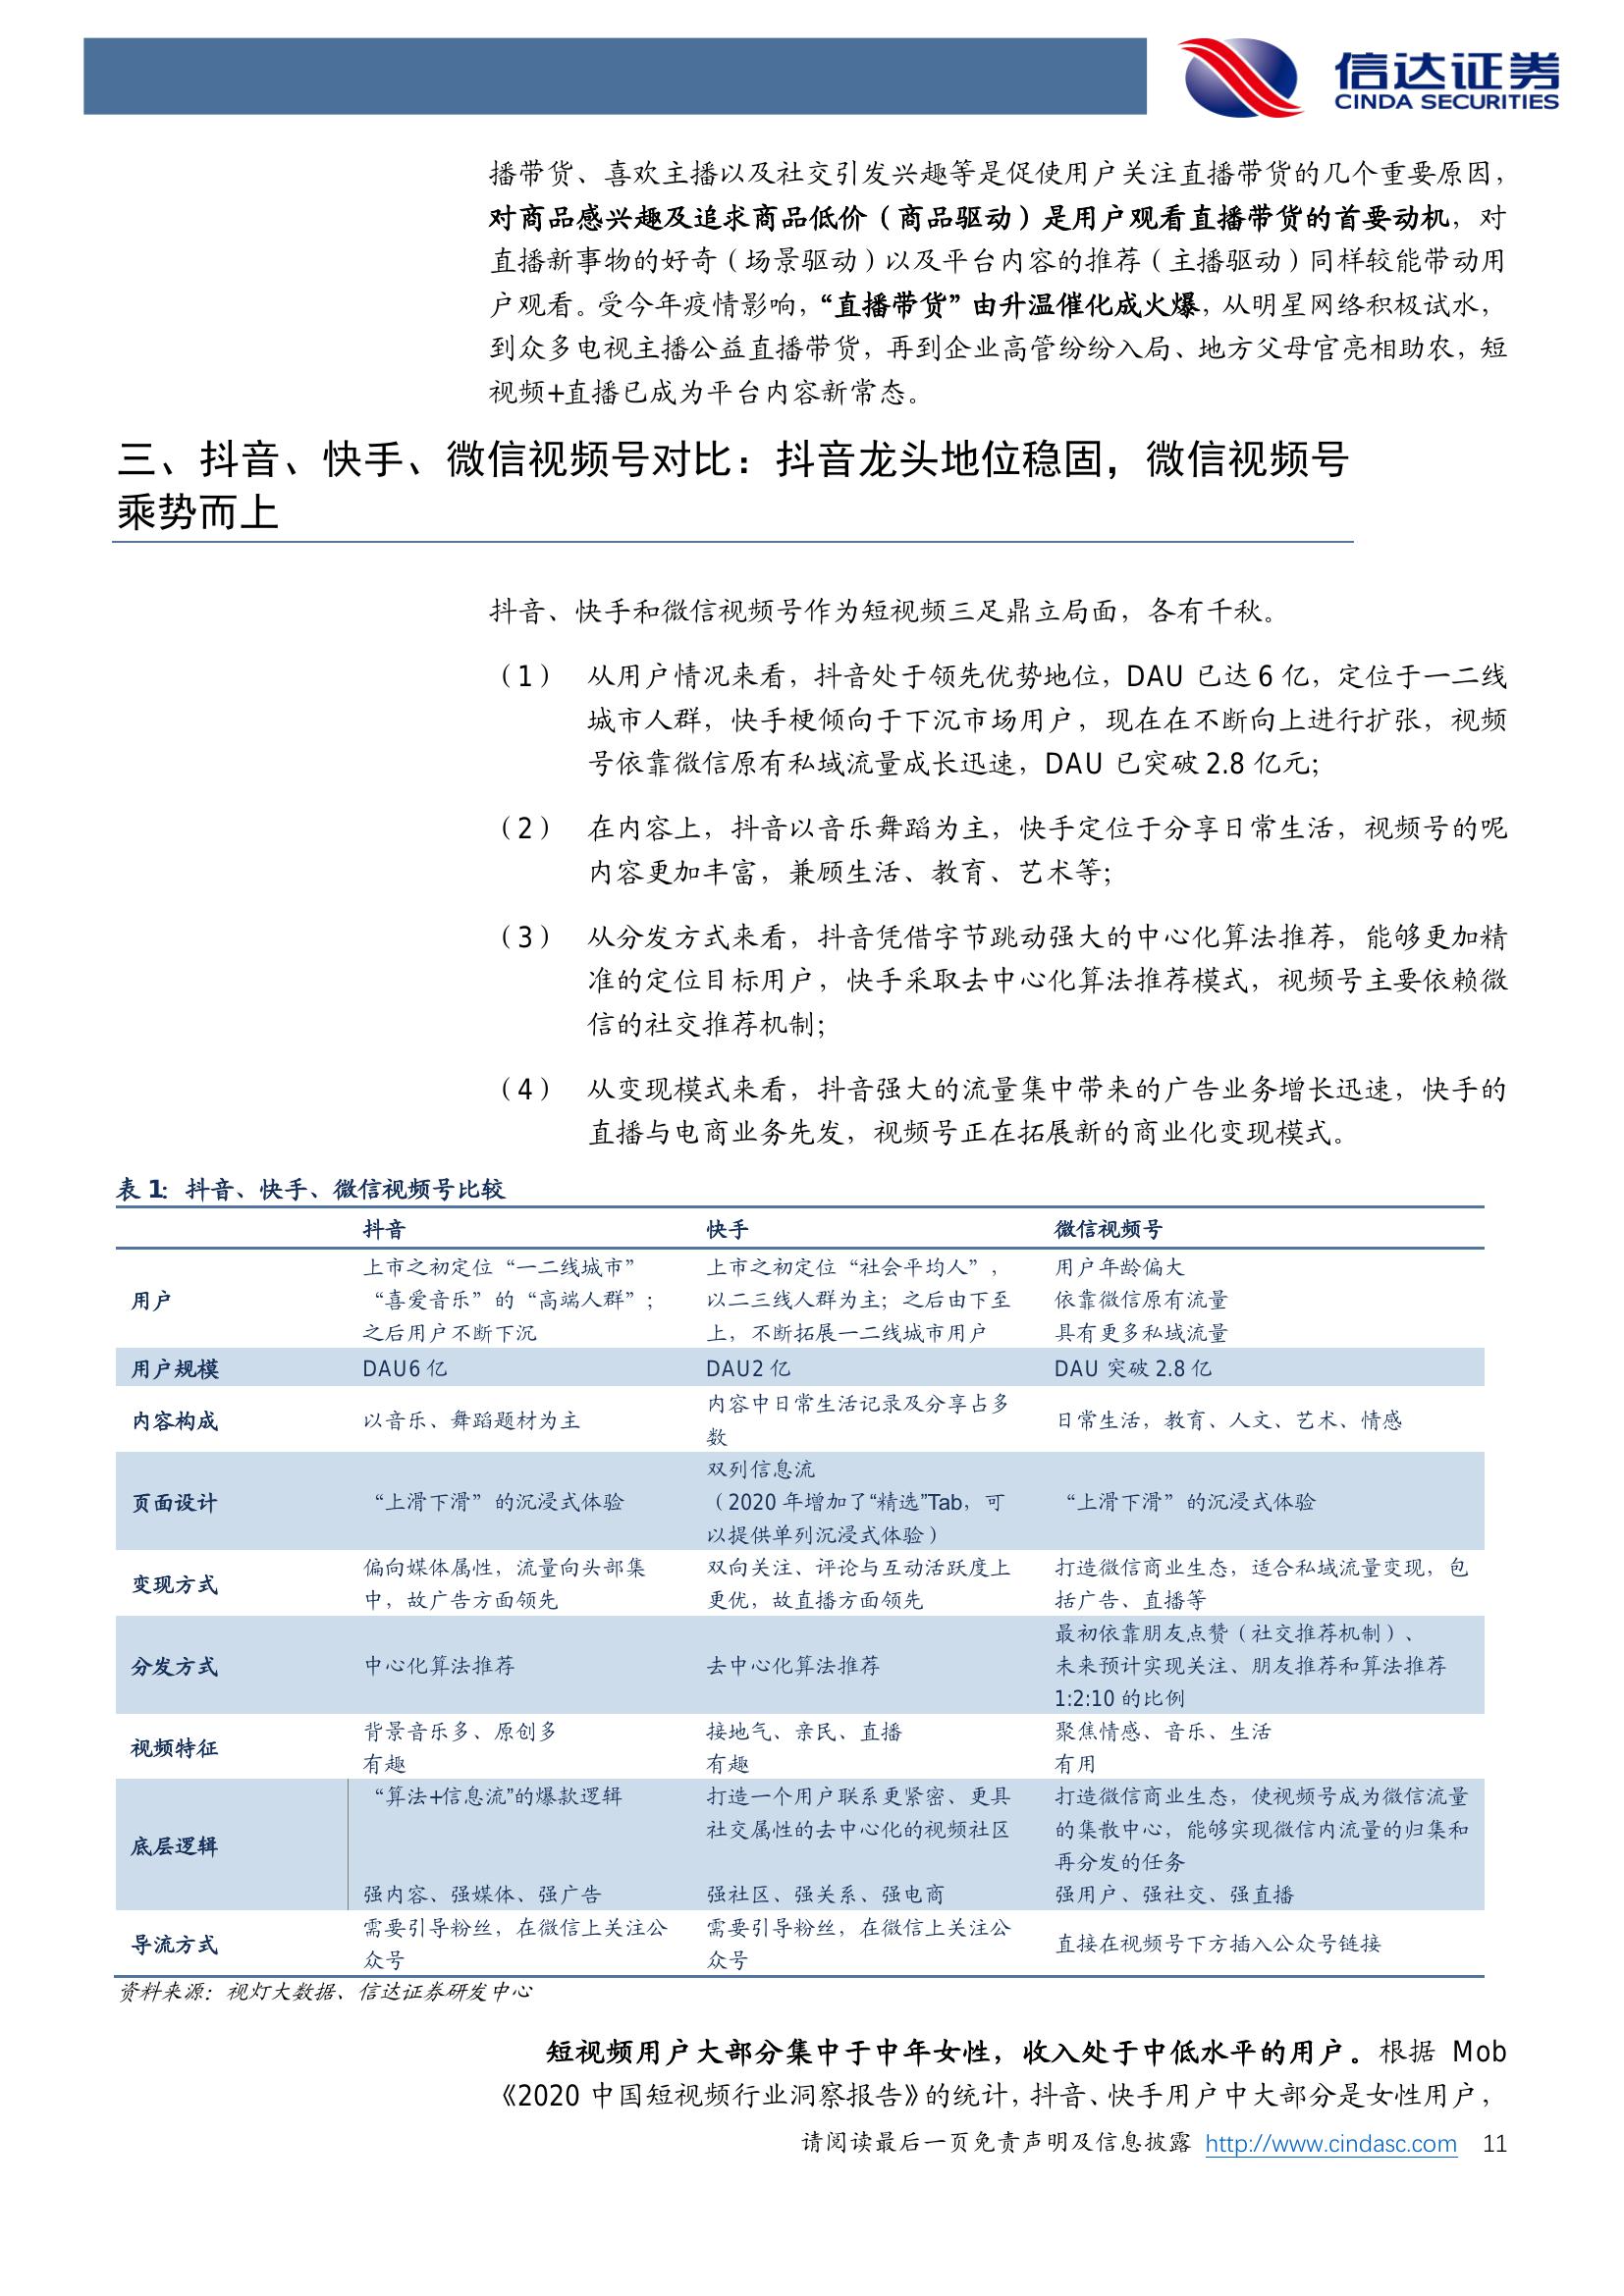 信达证券
CINDA SECURITIES
播带货、喜欢主播以及社交引发兴趣等是促使用户关注直播带货的几个重要原因，
对商品感兴趣及追求商品低价（商品驱动）是用户观看直播带货的首要动机，对
直播新事物的好奇（场景驱动）以及平台内容的推荐（主播驱动）同样较能带动用
户观看。受今年疫情影响，“直播带货”由升温催化成火爆，从明星网络积极试水，
到众多电视主播公益直播带货，再到企业高管纷纷入局、地方父母官亮相助农，短
视频+直播已成为平台内容新常态。
三、抖音、快手、微信视频号对比：抖音龙头地位稳固，微信视频号
乘势而上
抖音、快手和微信视频号作为短视频三足鼎立局面，各有千秋。
（1） 从用户情况来看，抖音处于领先优势地位，DAU 已达 6 亿，定位于一二线
城市人群，快手梗倾向于下沉市场用户，现在在不断向上进行扩张，视频
号依靠微信原有私域流量成长迅速，DAU 已突破 2.8 亿元；
（2） 在内容上，抖音以音乐舞蹈为主，快手定位于分享日常生活，视频号的呢
内容更加丰富，兼顾生活、教育、艺术等；
（3） 从分发方式来看，抖音凭借字节跳动强大的中心化算法推荐，能够更加精
准的定位目标用户，快手采取去中心化算法推荐模式，视频号主要依赖微
信的社交推荐机制；
（4） 从变现模式来看，抖音强大的流量集中带来的广告业务增长迅速，快手的
直播与电商业务先发，视频号正在拓展新的商业化变现模式。
表 1：抖音、快手、微信视频号比较
抖音 快手 微信视频号
用户
上市之初定位“一二线城市”
“喜爱音乐”的“高端人群”；
之后用户不断下沉
上市之初定位“社会平均人”，
以二三线人群为主；之后由下至
上，不断拓展一二线城市用户
用户年龄偏大
依靠微信原有流量
具有更多私域流量
用户规模 DAU6 亿 DAU2 亿 DAU 突破 2.8 亿
内容构成
以音乐、舞蹈题材为主
内容中日常生活记录及分享占多
数
日常生活，教育、人文、艺术、情感
页面设计
“上滑下滑”的沉浸式体验
双列信息流
（2020 年增加了“精选”Tab，可
以提供单列沉浸式体验）
“上滑下滑”的沉浸式体验
变现方式
偏向媒体属性，流量向头部集
中，故广告方面领先
双向关注、评论与互动活跃度上
更优，故直播方面领先
打造微信商业生态，适合私域流量变现，包
括广告、直播等
分发方式
中心化算法推荐
去中心化算法推荐
最初依靠朋友点赞（社交推荐机制）、
未来预计实现关注、朋友推荐和算法推荐
1:2:10 的比例
视频特征
背景音乐多、原创多
有趣
接地气、亲民、直播
有趣
聚焦情感、音乐、生活
有用
底层逻辑
“算法+信息流”的爆款逻辑
强内容、强媒体、强广告
打造一个用户联系更紧密、更具
社交属性的去中心化的视频社区
强社区、强关系、强电商
打造微信商业生态，使视频号成为微信流量
的集散中心，能够实现微信内流量的归集和
再分发的任务
强用户、强社交、强直播
导流方式
需要引导粉丝，在微信上关注公
众号
需要引导粉丝，在微信上关注公
众号
直接在视频号下方插入公众号链接
资料来源：视灯大数据、信达证券研发中心
短视频用户大部分集中于中年女性，收入处于中低水平的用户。根据 Mob
《2020 中国短视频行业洞察报告》的统计，抖音、快手用户中大部分是女性用户，
请阅读最后一页免责声明及信息披露 http://www.cindasc.com 11